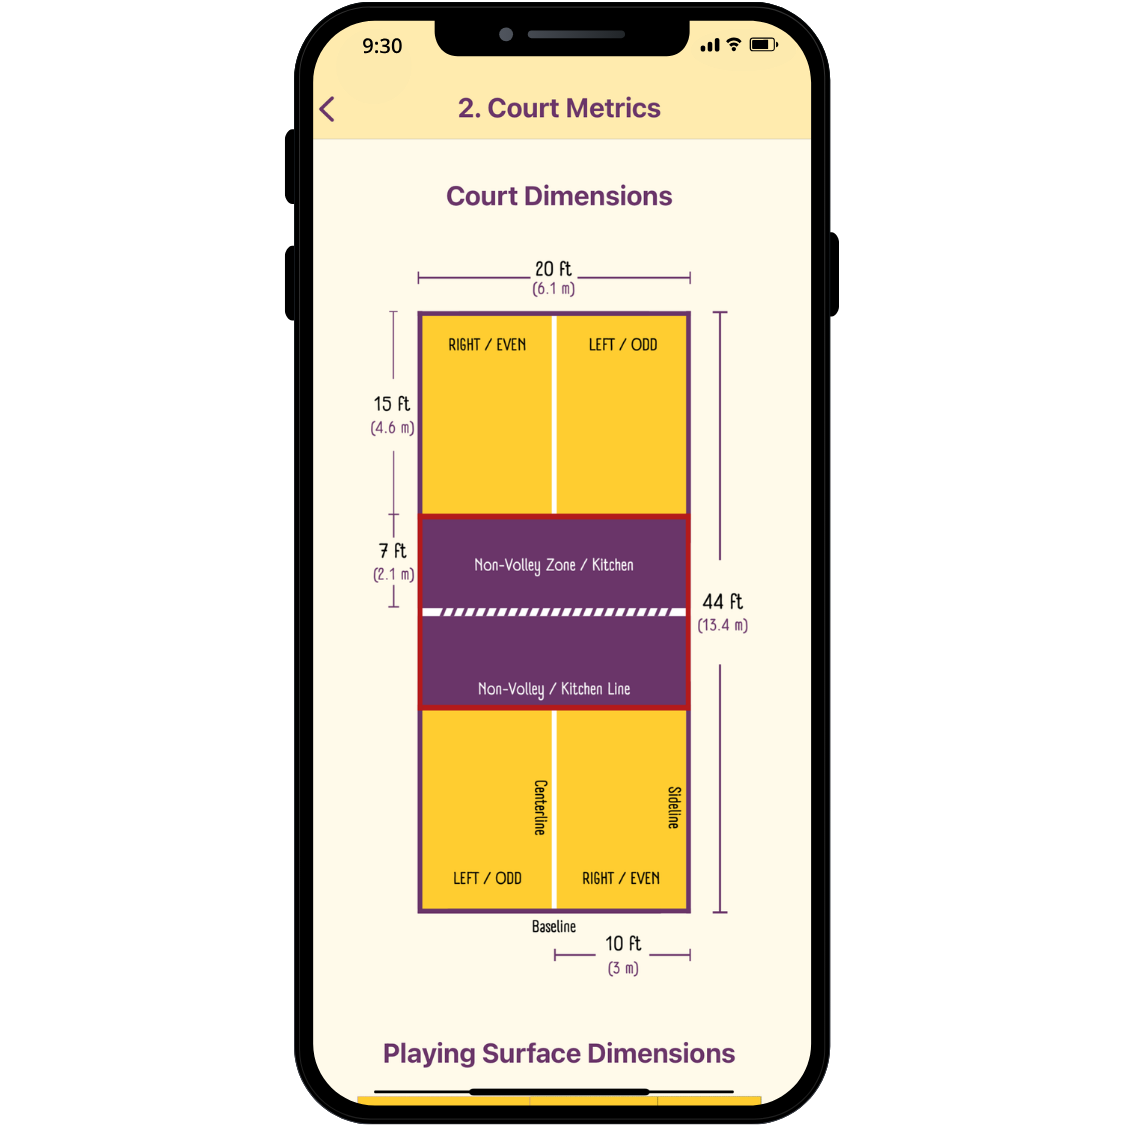 9:30
2. Court Metrics
Court Dimensions
20 ft
(6.1 m)
RIGHT / EVEN
LEFT / ODD
15 ft
(4.6 m)
7 ft
(2.1 m)
Non-Volley Zone / Kitchen
44 ft
(13.4 m)
Non-Volley / Kitchen Line
Centerline
Sideline
LEFT / ODD
RIGHT / EVEN
Baseline
10 ft
(3 m)
Playing Surface Dimensions